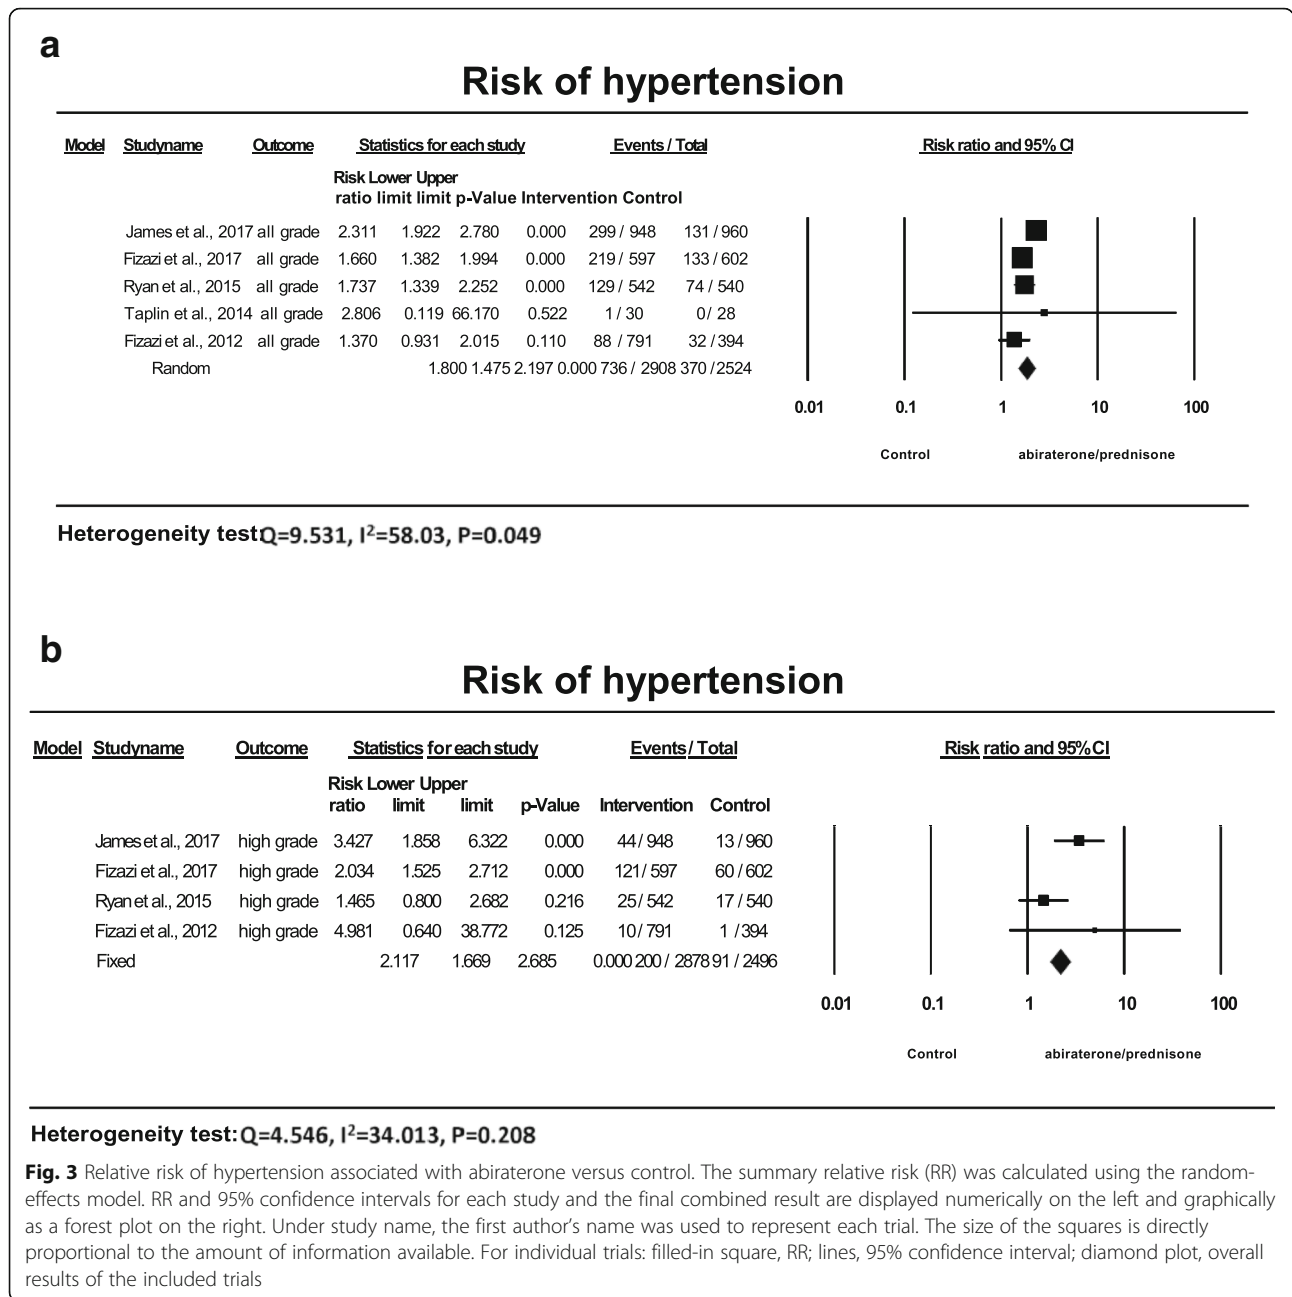 a
Risk of hypertension
Model Studyname Outcome Statistics for each study Events / Total Risk ratio and 95% CI
Risk Lower Upper
ratio limit limit p-Value Intervention Control
James et al., 2017 all grade 2.311 1.922 2.780 0.000 299 / 948 131 / 960
Fizazi et al., 2017 all grade 1.660 1.382 1.994 0.000 219 / 597 133 / 602
Ryan et al., 2015 all grade 1.737 1.339 2.252 0.000 129 / 542 74 / 540
Taplin et al., 2014 all grade 2.806 0.119 66.170 0.522 1 / 30 0 / 28
Fizazi et al., 2012 all grade 1.370 0.931 2.015 0.110 88 / 791 32 / 394
Random 1.800 1.475 2.197 0.000 736 / 2908 370 / 2524
0.01 0.1 1 10 100
Control abiraterone/prednisone
Heterogeneity test: Q=9.531, I²=58.03, P=0.049
b
Risk of hypertension
Model Studyname Outcome Statistics for each study Events / Total Risk ratio and 95% CI
Risk Lower Upper
ratio limit limit p-Value Intervention Control
James et al., 2017 high grade 3.427 1.858 6.322 0.000 44 / 948 13 / 960
Fizazi et al., 2017 high grade 2.034 1.525 2.712 0.000 121 / 597 60 / 602
Ryan et al., 2015 high grade 1.465 0.800 2.682 0.216 25 / 542 17 / 540
Fizazi et al., 2012 high grade 4.981 0.640 38.772 0.125 10 / 791 1 / 394
Fixed 2.117 1.669 2.685 0.000 200 / 2878 91 / 2496
0.01 0.1 1 10 100
Control abiraterone/prednisone
Heterogeneity test: Q=4.546, I²=34.013, P=0.208
Fig. 3 Relative risk of hypertension associated with abiraterone versus control. The summary relative risk (RR) was calculated using the random-
effects model. RR and 95% confidence intervals for each study and the final combined result are displayed numerically on the left and graphically
as a forest plot on the right. Under study name, the first author's name was used to represent each trial. The size of the squares is directly
proportional to the amount of information available. For individual trials: filled-in square, RR; lines, 95% confidence interval; diamond plot, overall
results of the included trials